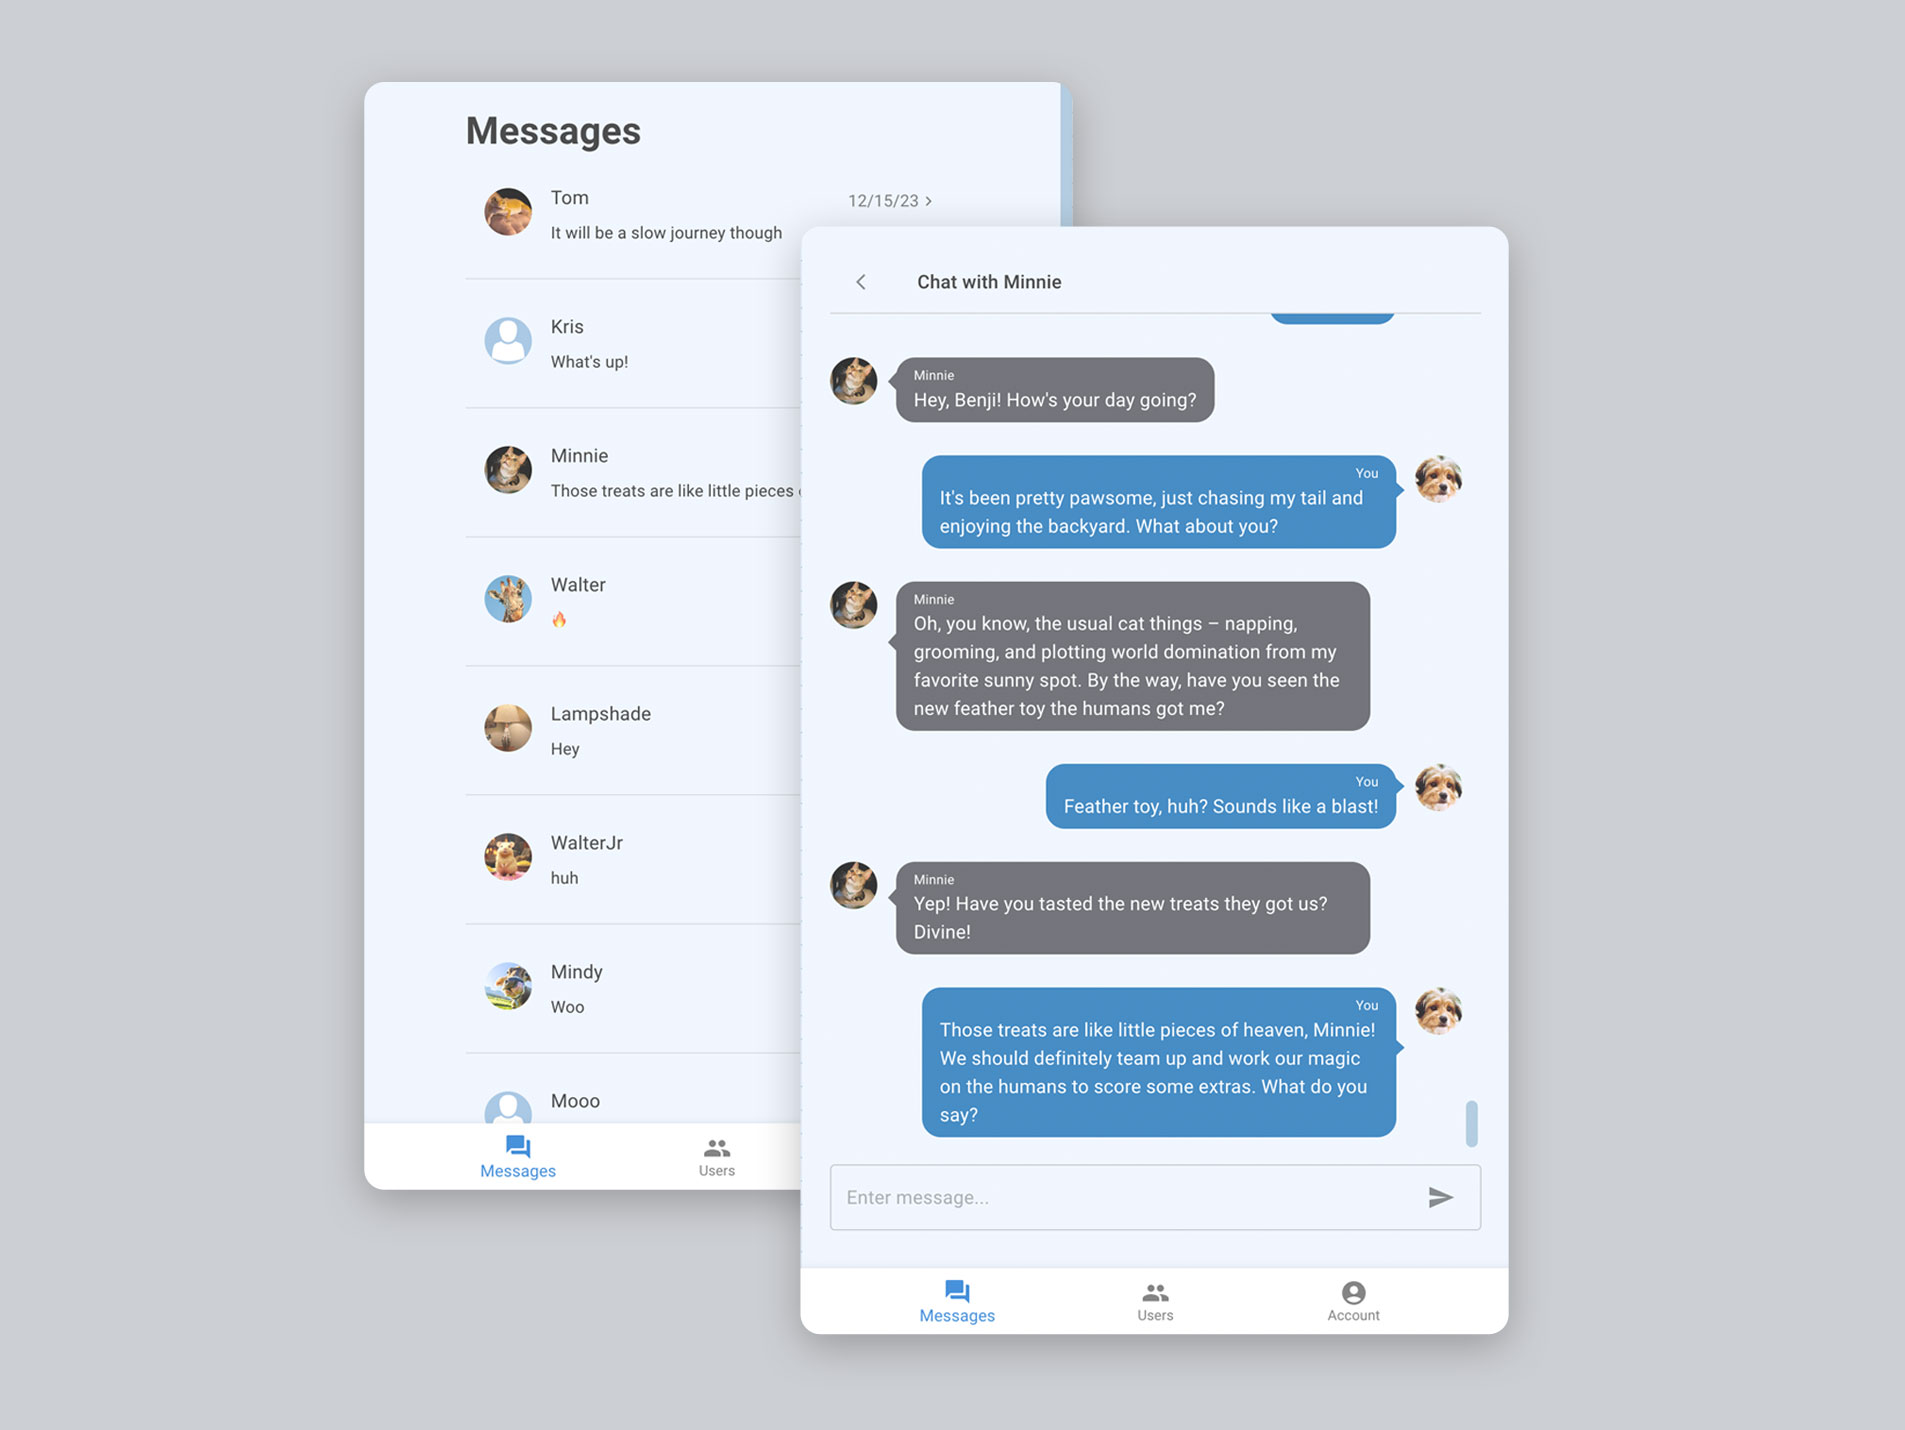 Messages
Tom
12/15/23
It will be a slow journey though
Kris
What's up!
Minnie
Those treats are like little pieces
Walter
Lampshade
Hey
WalterJr
huh
Mindy
Woo
Mooo
Messages
Users
Chat with Minnie
Minnie
Hey, Benji! How's your day going?
You
It's been pretty pawsome, just chasing my tail and
enjoying the backyard. What about you?
Minnie
Oh, you know, the usual cat things – napping,
grooming, and plotting world domination from my
favorite sunny spot. By the way, have you seen the
new feather toy the humans got me?
You
Feather toy, huh? Sounds like a blast!
Minnie
Yep! Have you tasted the new treats they got us?
Divine!
You
Those treats are like little pieces of heaven, Minnie!
We should definitely team up and work our magic
on the humans to score some extras. What do you
say?
Enter message...
Messages
Users
Account